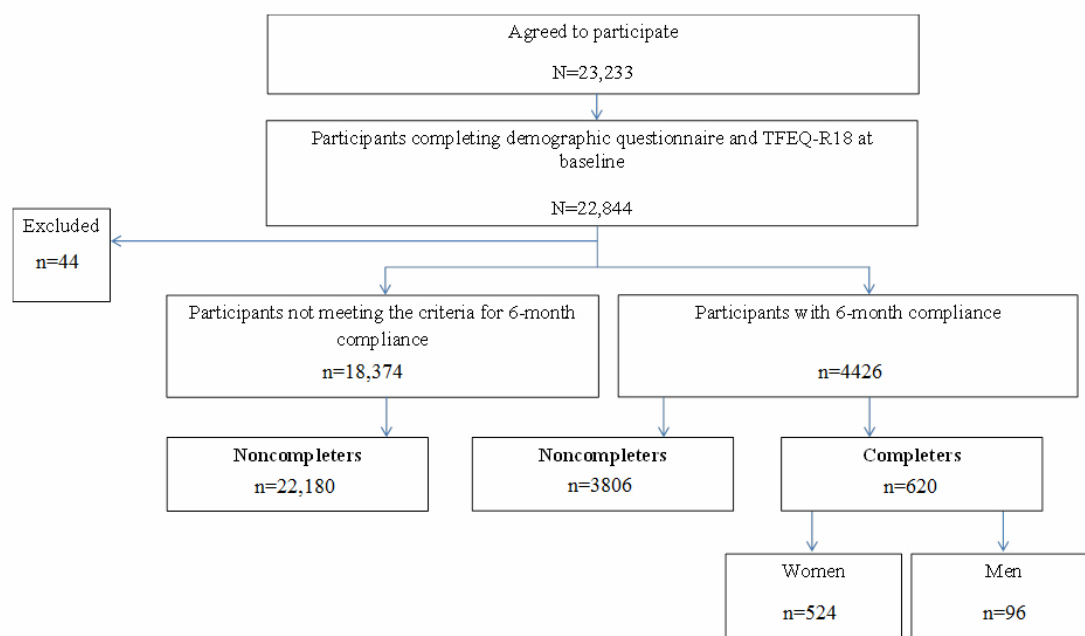 Agreed to participate
N=23,233
Participants completing demographic questionnaire and TFEQ-R18 at
baseline
N=22,844
Excluded
n=44
Participants not meeting the criteria for 6-month
compliance
n=18,374
Participants with 6-month compliance
n=4426
Noncompleters
n=22,180
Noncompleters
n=3806
Completers
n=620
Women
n=524
Men
n=96